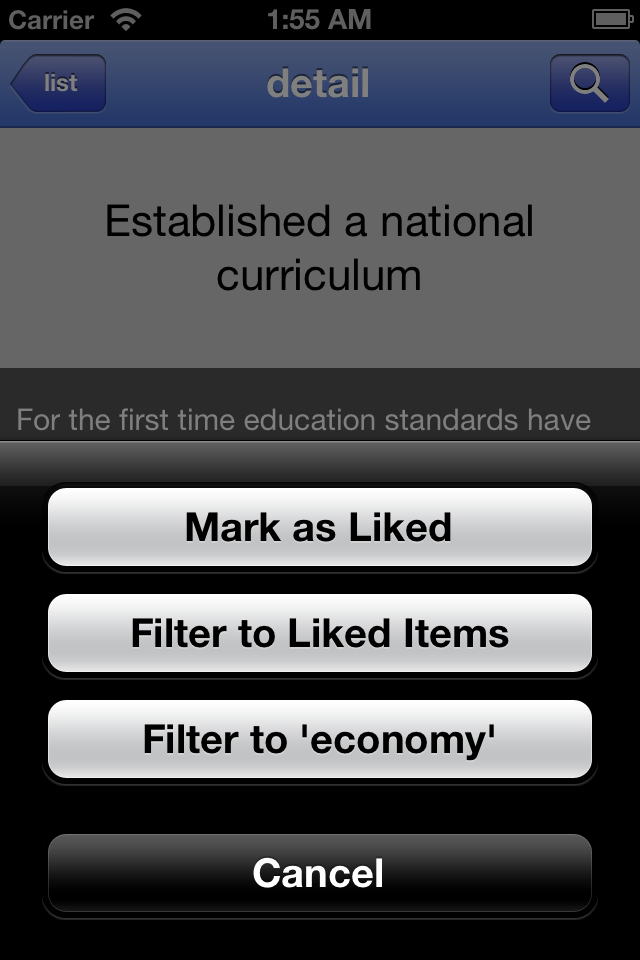 Carrier 1:55 AM
list detail
Established a national
curriculum
For the first time education standards have
Mark as Liked
Filter to Liked Items
Filter to 'economy'
Cancel